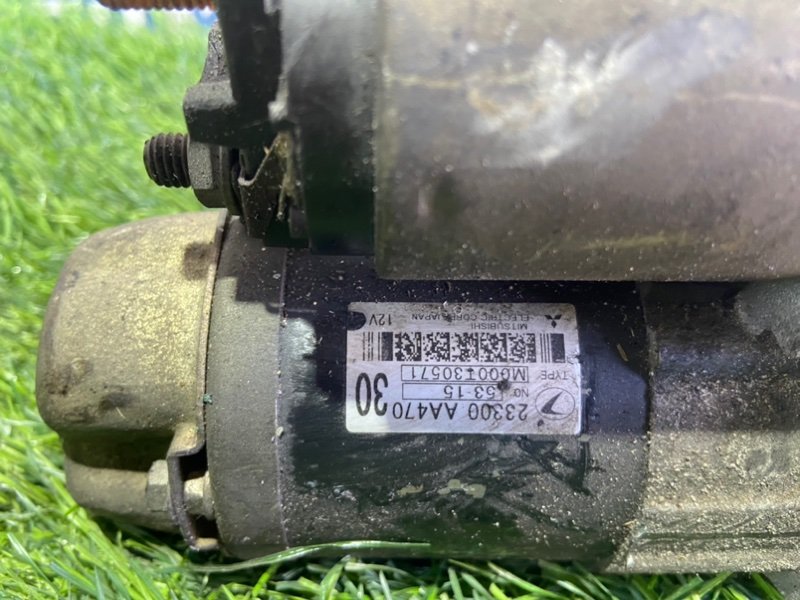 23300 AA470
30
NO. 53-15
TYPE M000T30571
MITSUBISHI
ELECTRIC CORP. JAPAN
12V